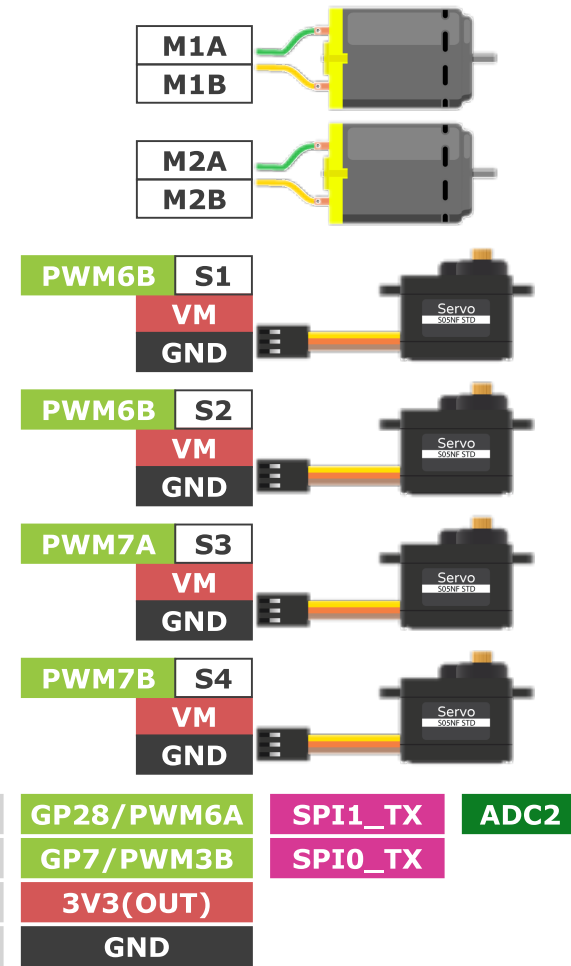 M1A
M1B
M2A
M2B
PWM6B S1
VM
GND
Servo
S05NF STD
PWM6B S2
VM
GND
Servo
S05NF STD
PWM7A S3
VM
GND
Servo
S05NF STD
PWM7B S4
VM
GND
Servo
S05NF STD
GP28/PWM6A SPI1_TX ADC2
GP7/PWM3B SPI0_TX
3V3(OUT)
GND